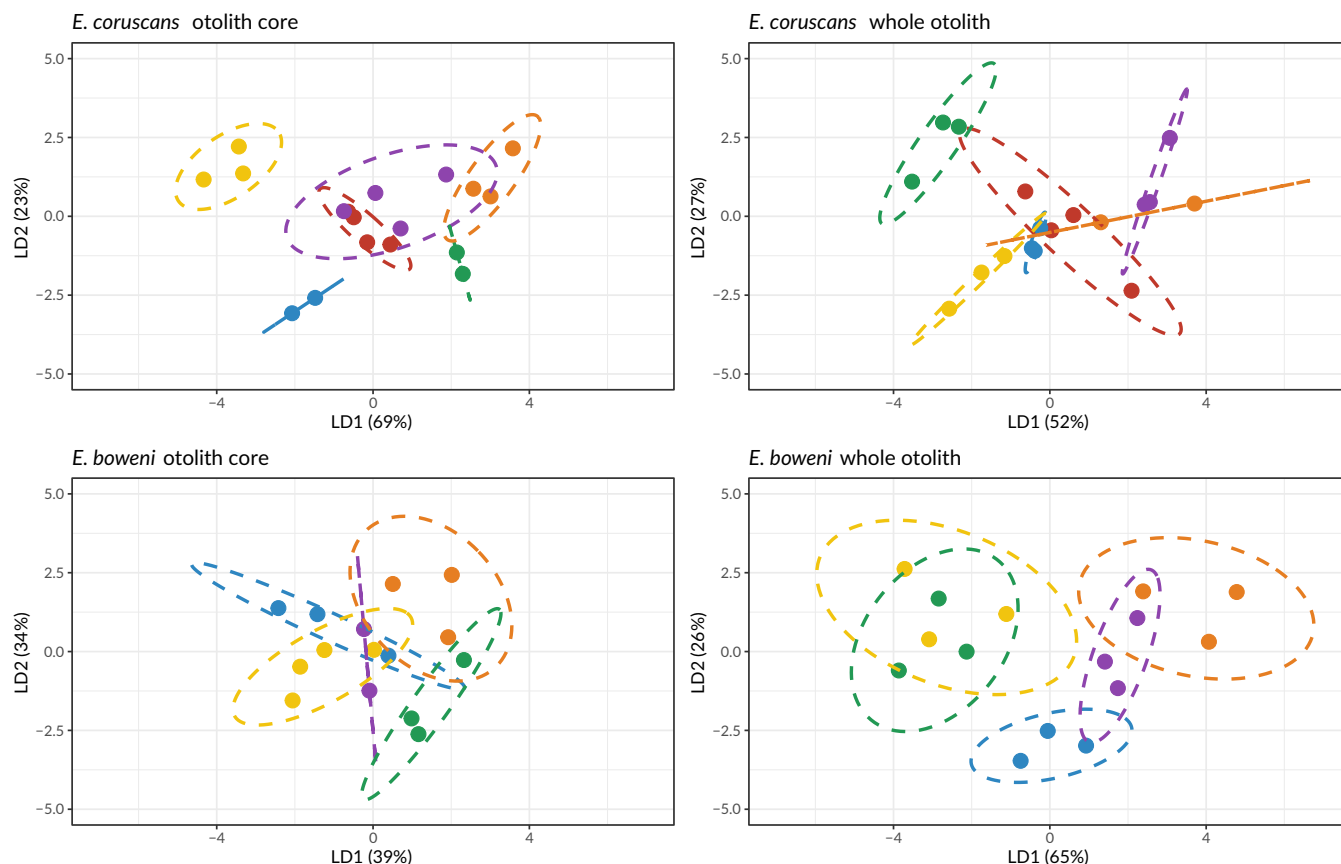 E. coruscans otolith core
5.0
2.5
0.0
−2.5
−5.0
LD2 (23%)
−4 0 4
LD1 (69%)
E. coruscans whole otolith
5.0
2.5
0.0
−2.5
−5.0
LD2 (27%)
−4 0 4
LD1 (52%)
E. boweni otolith core
5.0
2.5
0.0
−2.5
−5.0
LD2 (34%)
−4 0 4
LD1 (39%)
E. boweni whole otolith
5.0
2.5
0.0
−2.5
−5.0
LD2 (26%)
−4 0 4
LD1 (65%)